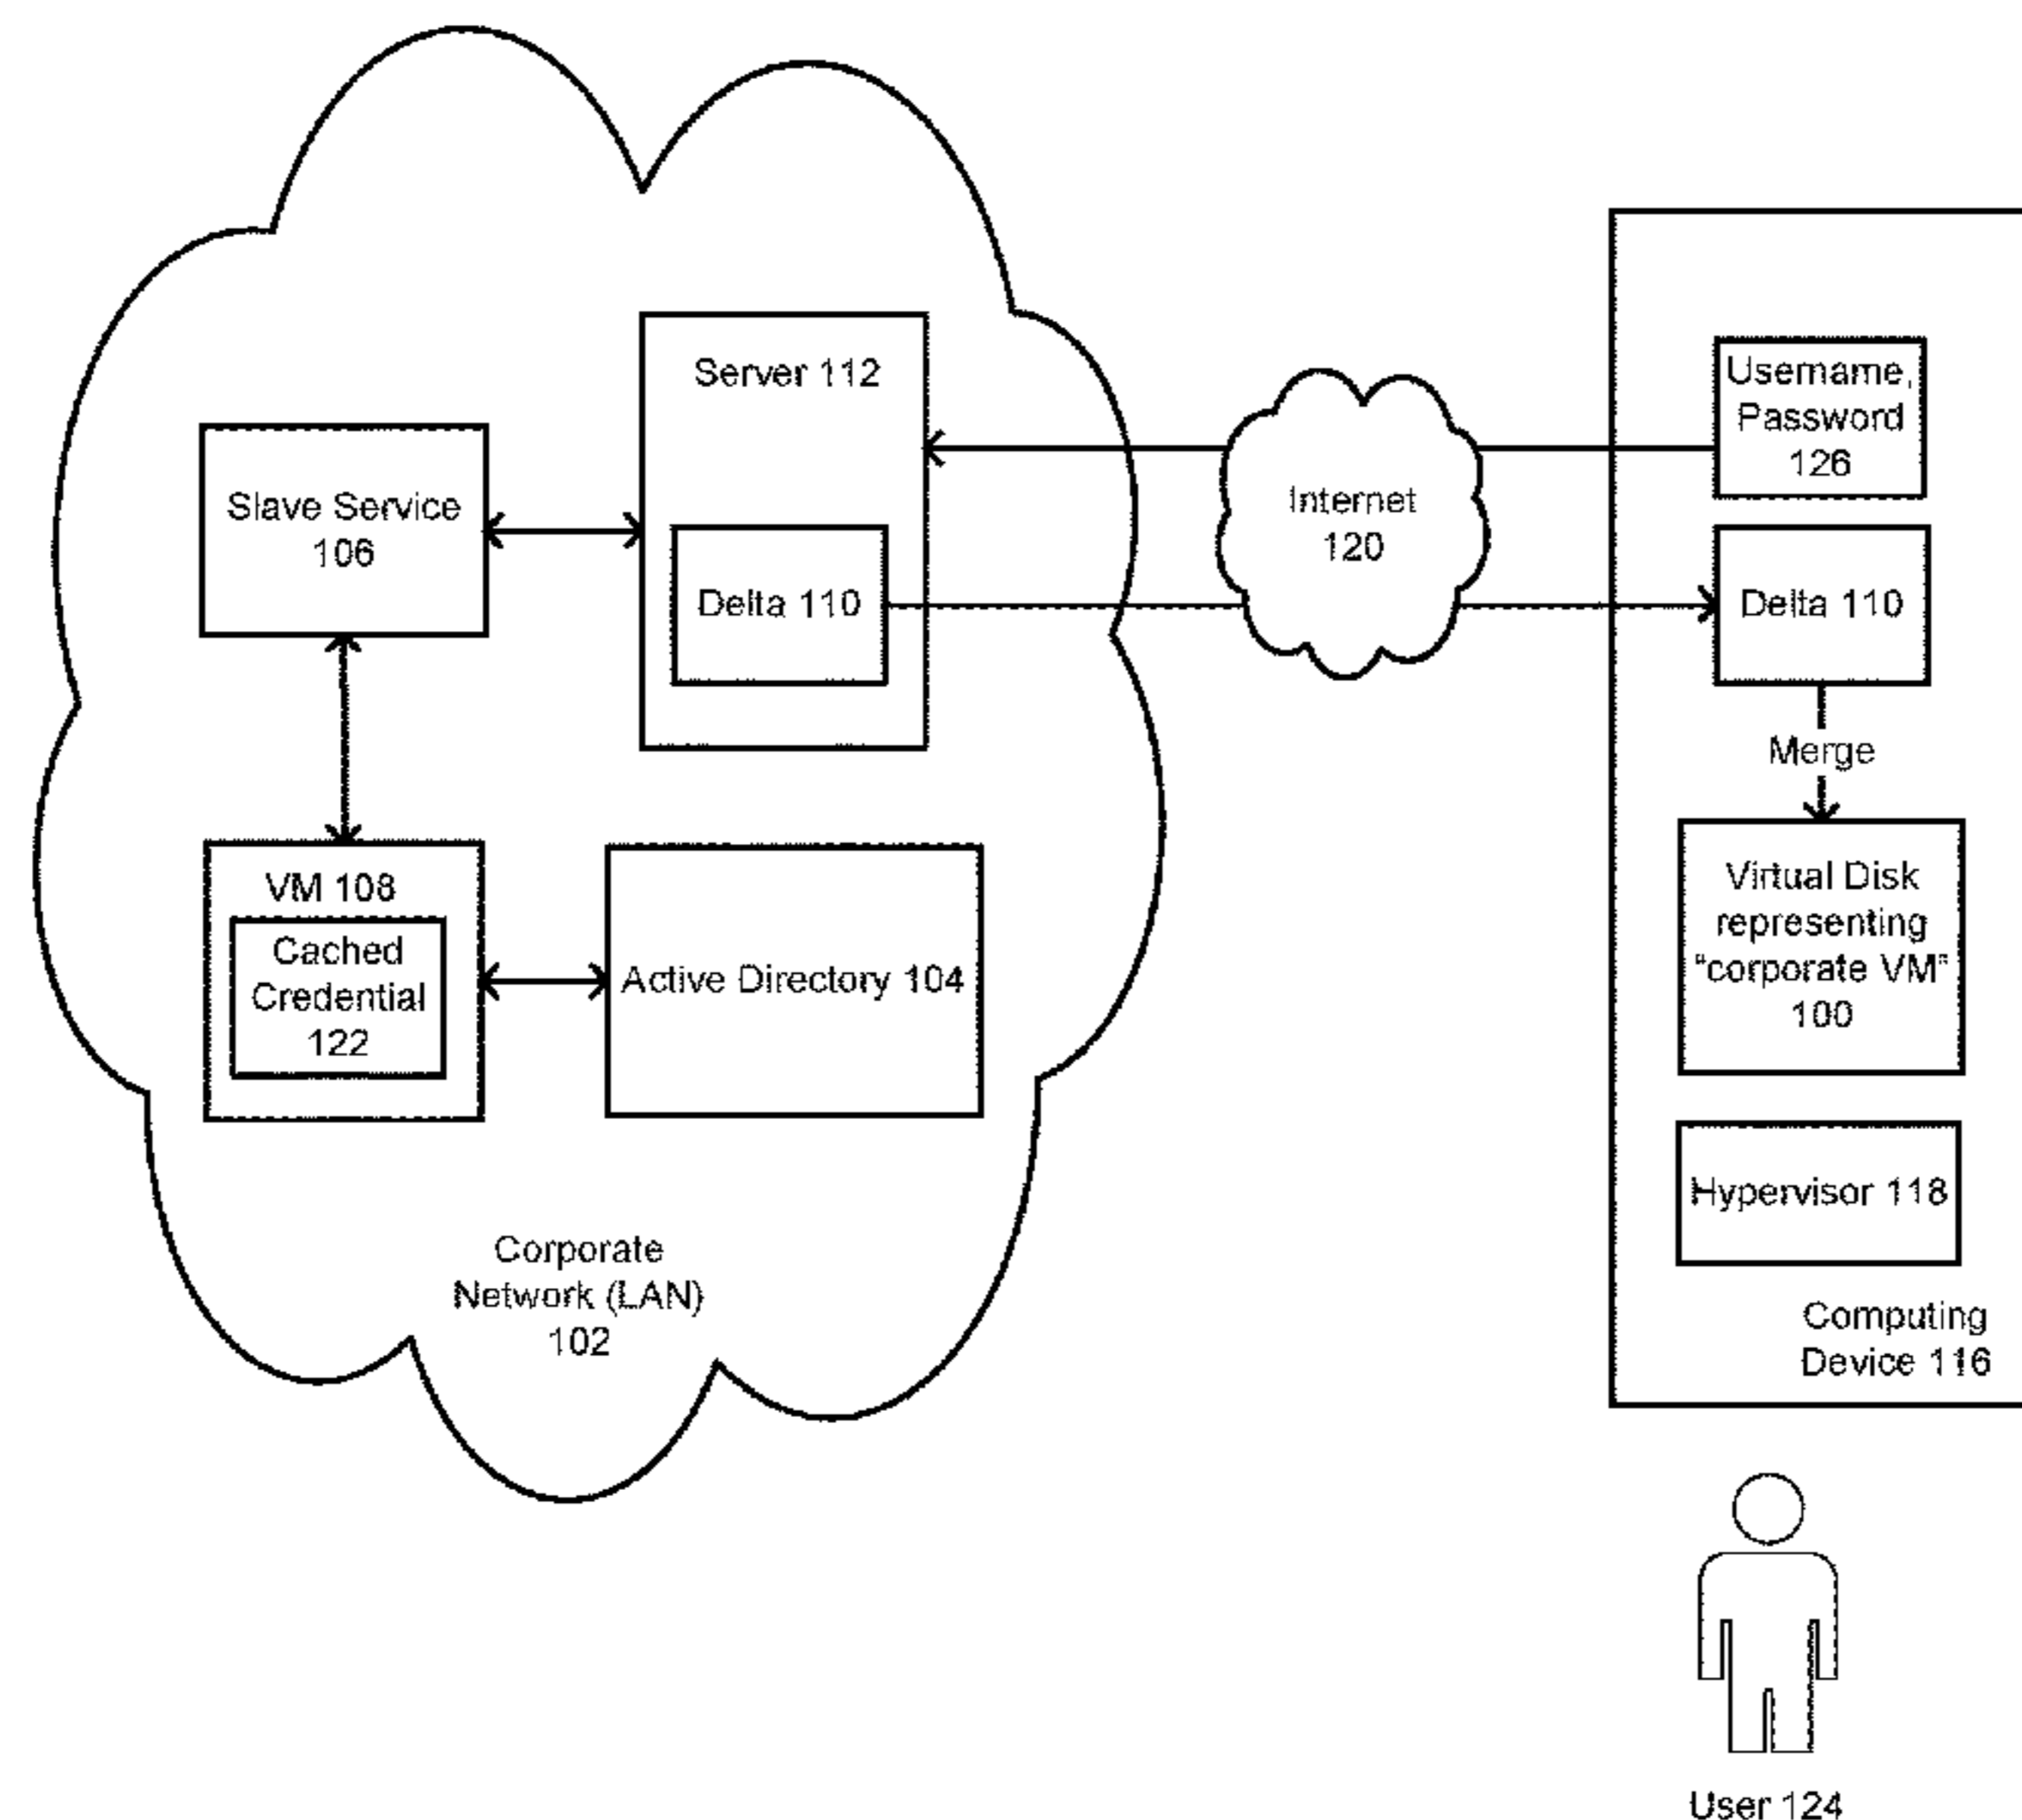 Server 112
Slave Service
106
Delta 110
VM 108
Cached
Credential
122
Active Directory 104
Corporate
Network (LAN)
102
Internet
120
Username,
Password
126
Delta 110
Merge
Virtual Disk
representing
"corporate VM"
100
Hypervisor 118
Computing
Device 116
User 124